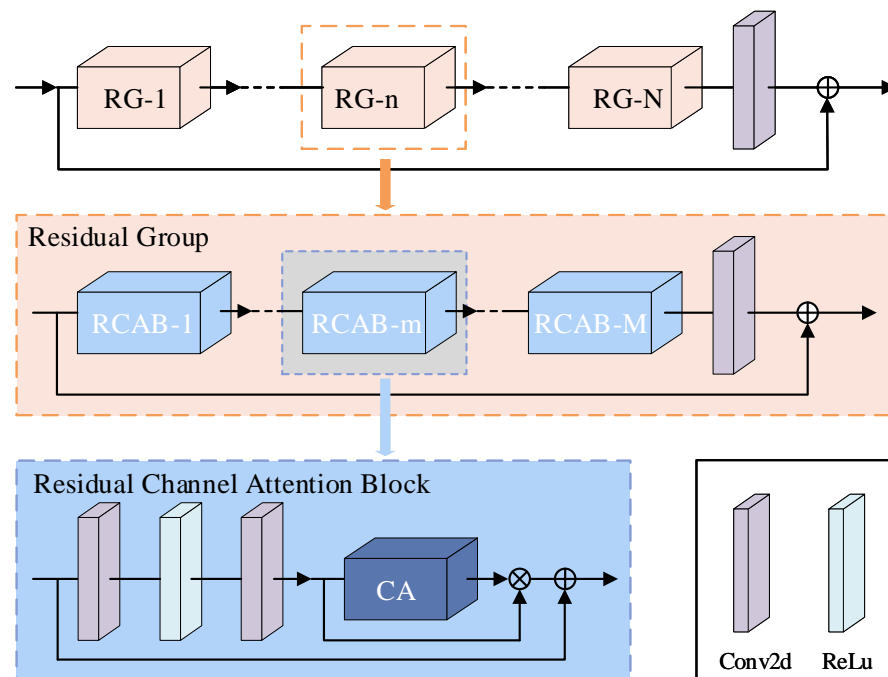 RG-1
RG-n
RG-N
Residual Group
RCAB-1
RCAB-m
RCAB-M
Residual Channel Attention Block
CA
Conv2d
ReLu